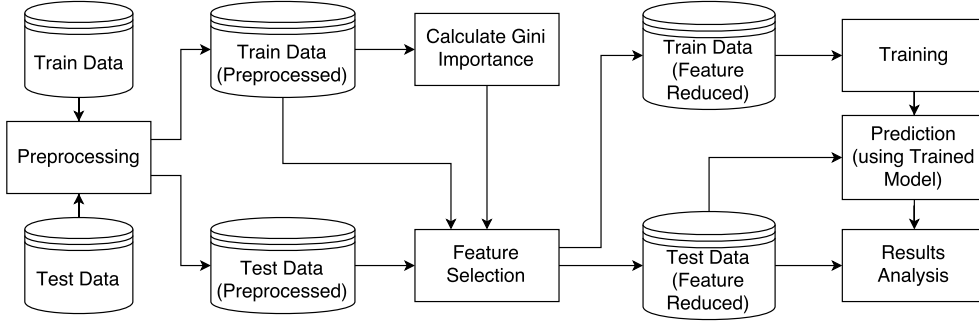 Train Data
Preprocessing
Test Data
Train Data
(Preprocessed)
Test Data
(Preprocessed)
Calculate Gini
Importance
Feature
Selection
Train Data
(Feature
Reduced)
Test Data
(Feature
Reduced)
Training
Prediction
(using Trained
Model)
Results
Analysis